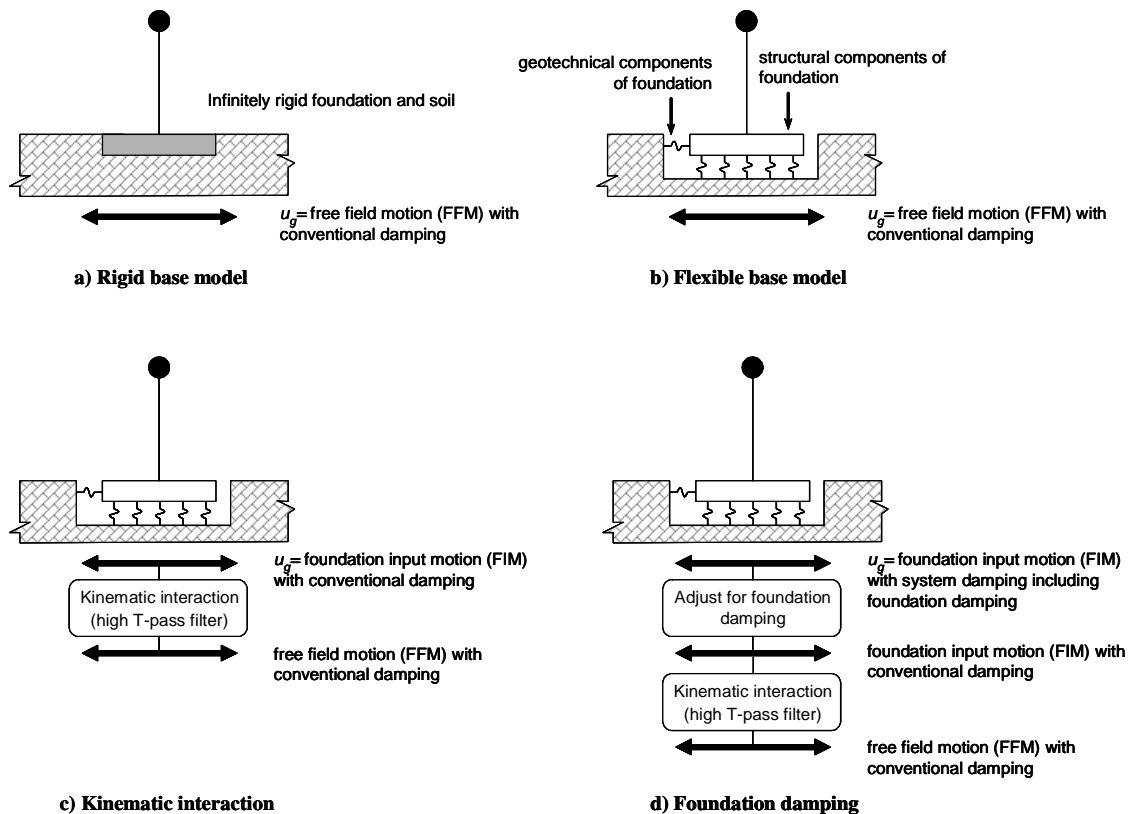 Infinitely rigid foundation and soil
u_g= free field motion (FFM) with
conventional damping
a) Rigid base model
geotechnical components
of foundation
structural components of
foundation
u_g= free field motion (FFM) with
conventional damping
b) Flexible base model
u_g= foundation input motion (FIM)
with conventional damping
Kinematic interaction
(high T-pass filter)
free field motion (FFM) with
conventional damping
c) Kinematic interaction
u_g= foundation input motion (FIM)
with system damping including
foundation damping
Adjust for foundation
damping
foundation input motion (FIM) with
conventional damping
Kinematic interaction
(high T-pass filter)
free field motion (FFM) with
conventional damping
d) Foundation damping